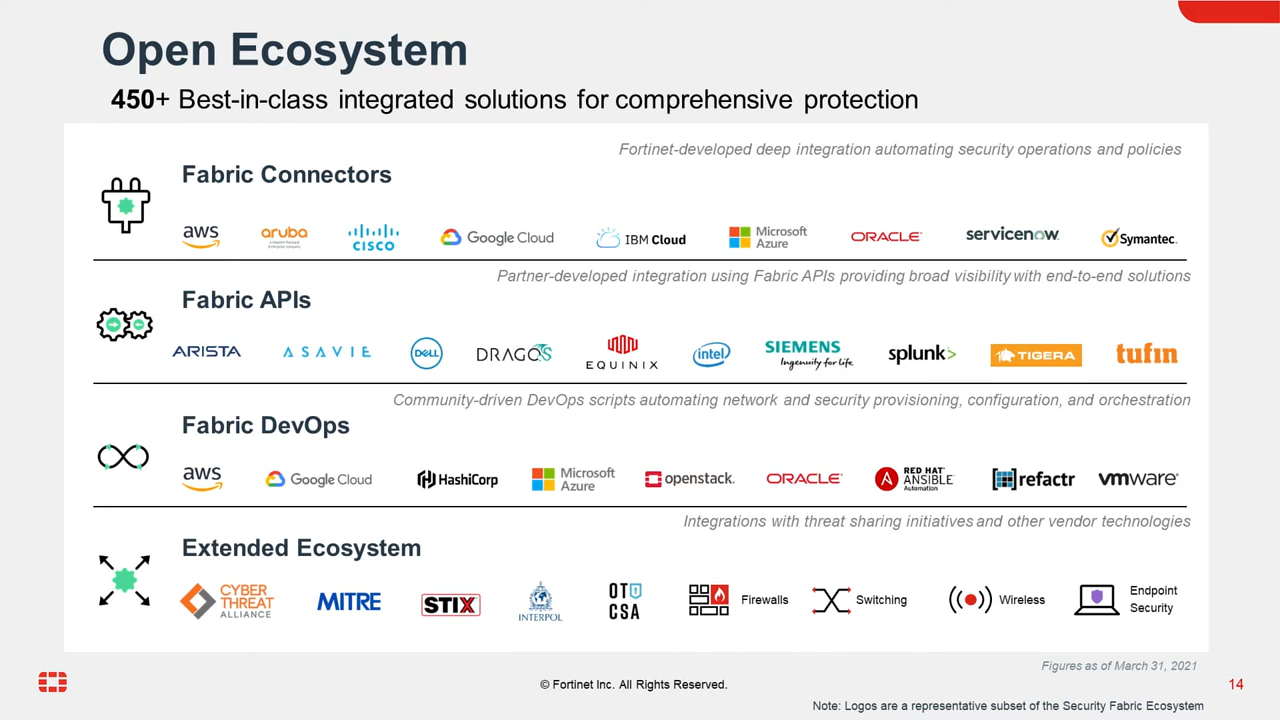 Open Ecosystem
450+ Best-in-class integrated solutions for comprehensive protection
Fortinet-developed deep integration automating security operations and policies
Fabric Connectors
aws aruba a Hewlett Packard Enterprise company CISCO Google Cloud IBM Cloud Microsoft Azure ORACLE servicenow Symantec.
Partner-developed integration using Fabric APIs providing broad visibility with end-to-end solutions
Fabric APIs
ARISTA ASAVIE DELL DRAGOS EQUINIX intel SIEMENS Ingenuity for life splunk> TIGERA tufin
Community-driven DevOps scripts automating network and security provisioning, configuration, and orchestration
Fabric DevOps
aws Google Cloud HashiCorp Microsoft Azure openstack. ORACLE RED HAT ANSIBLE Automation refactr vmware
Integrations with threat sharing initiatives and other vendor technologies
Extended Ecosystem
CYBER THREAT ALLIANCE MITRE STIX INTERPOL OT CSA Firewalls Switching Wireless Endpoint Security
Figures as of March 31, 2021
© Fortinet Inc. All Rights Reserved.
14
Note: Logos are a representative subset of the Security Fabric Ecosystem